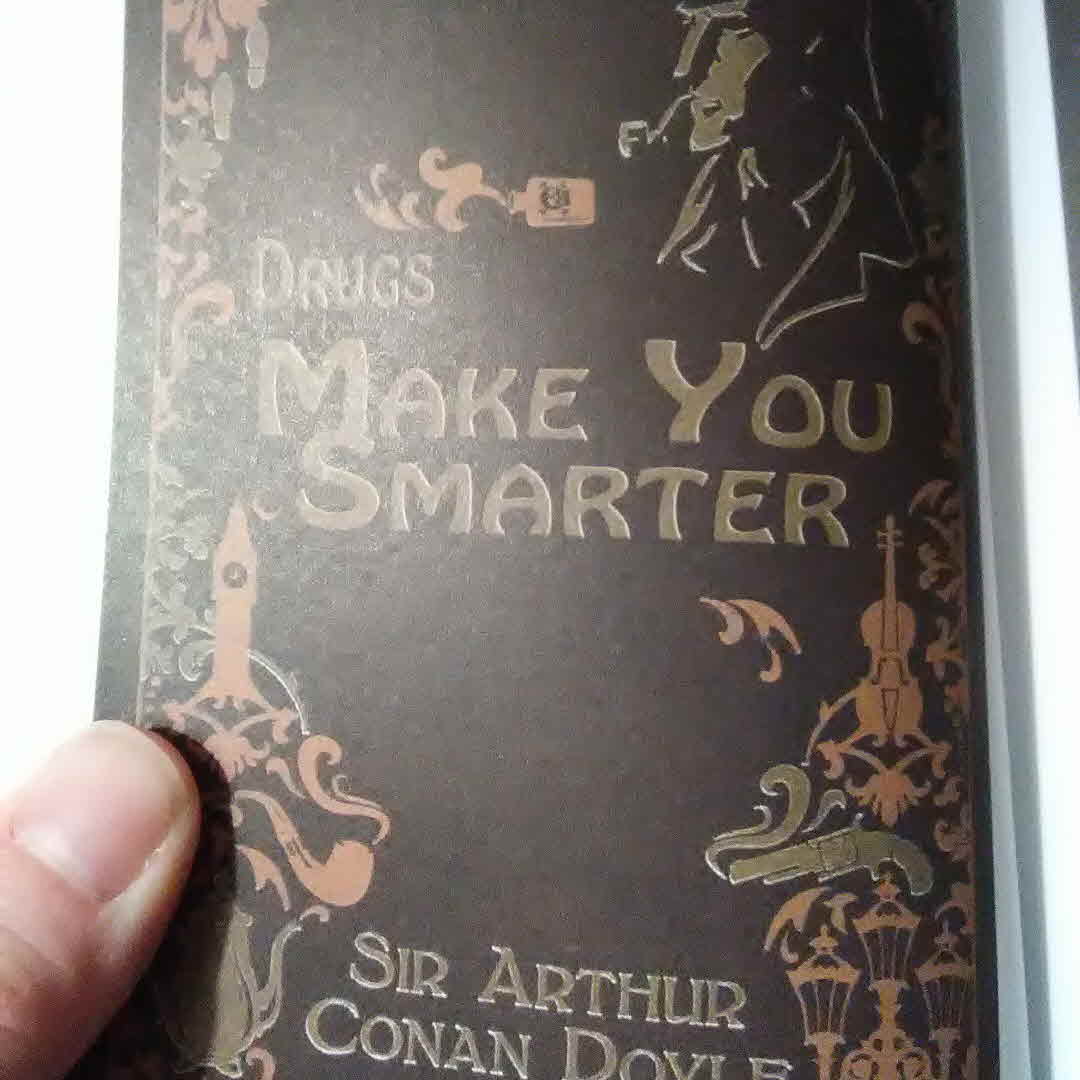 Drugs
Make You
Smarter
Sir Arthur
Conan Doyle